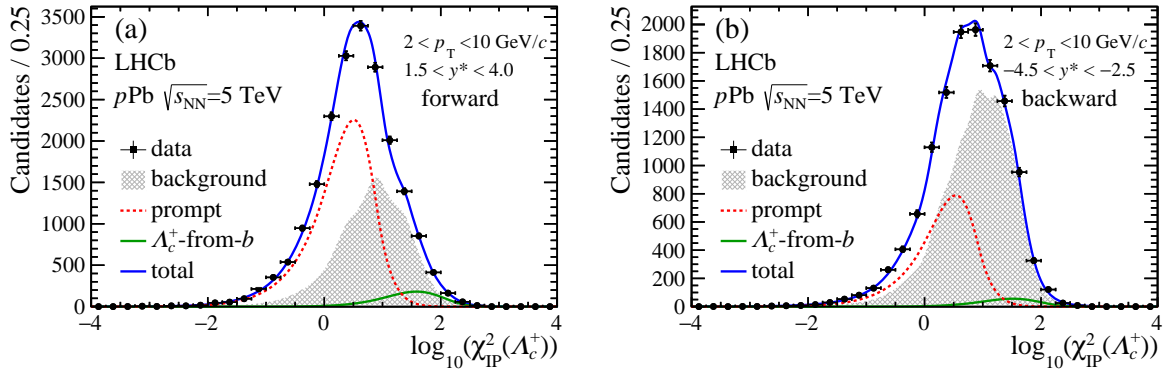 Candidates / 0.25
3500
3000
2500
2000
1500
1000
500
0
(a)
LHCb
pPb √s_NN=5 TeV
2 < p_T <10 GeV/c
1.5 < y* < 4.0
forward
data
background
prompt
Λ_c^+-from-b
total
−4 −2 0 2 4
log_10(χ^2_IP(Λ_c^+))
Candidates / 0.25
2000
1800
1600
1400
1200
1000
800
600
400
200
0
(b)
LHCb
pPb √s_NN=5 TeV
2 < p_T <10 GeV/c
−4.5 < y* < −2.5
backward
data
background
prompt
Λ_c^+-from-b
total
−4 −2 0 2 4
log_10(χ^2_IP(Λ_c^+))